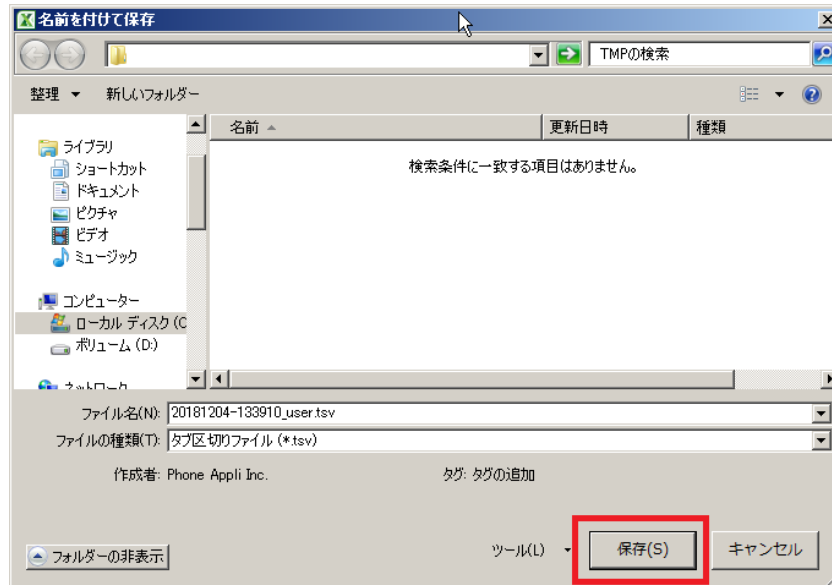 名前を付けて保存
TMPの検索
整理 新しいフォルダー
名前 更新日時 種類
検索条件に一致する項目はありません。
ライブラリ
ショートカット
ドキュメント
ピクチャ
ビデオ
ミュージック
コンピューター
ローカル ディスク (C
ボリューム (D:)
ネットワーク
ファイル名(N): 20181204-133910_user.tsv
ファイルの種類(T): タブ区切りファイル (*.tsv)
作成者: Phone Appli Inc. タグ: タグの追加
フォルダーの非表示 ツール(L) 保存(S) キャンセル